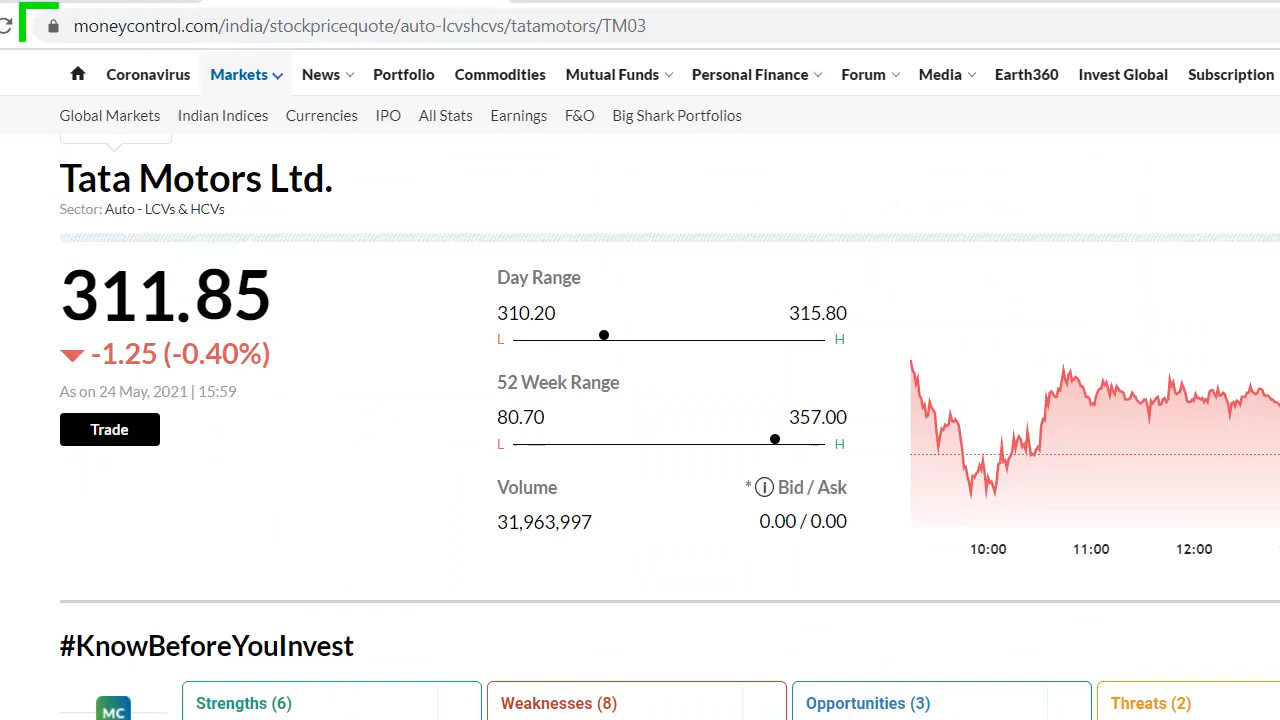 moneycontrol.com/india/stockpricequote/auto-lcvshcvs/tatamotors/TM03
Coronavirus Markets News Portfolio Commodities Mutual Funds Personal Finance Forum Media Earth360 Invest Global Subscription
Global Markets Indian Indices Currencies IPO All Stats Earnings F&O Big Shark Portfolios
Tata Motors Ltd.
Sector: Auto - LCVs & HCVs
311.85
-1.25 (-0.40%)
As on 24 May, 2021 | 15:59
Trade
Day Range
310.20 315.80
L H
52 Week Range
80.70 357.00
L H
Volume * i Bid / Ask
31,963,997 0.00 / 0.00
10:00 11:00 12:00
#KnowBeforeYouInvest
MC Strengths (6) Weaknesses (8) Opportunities (3) Threats (2)